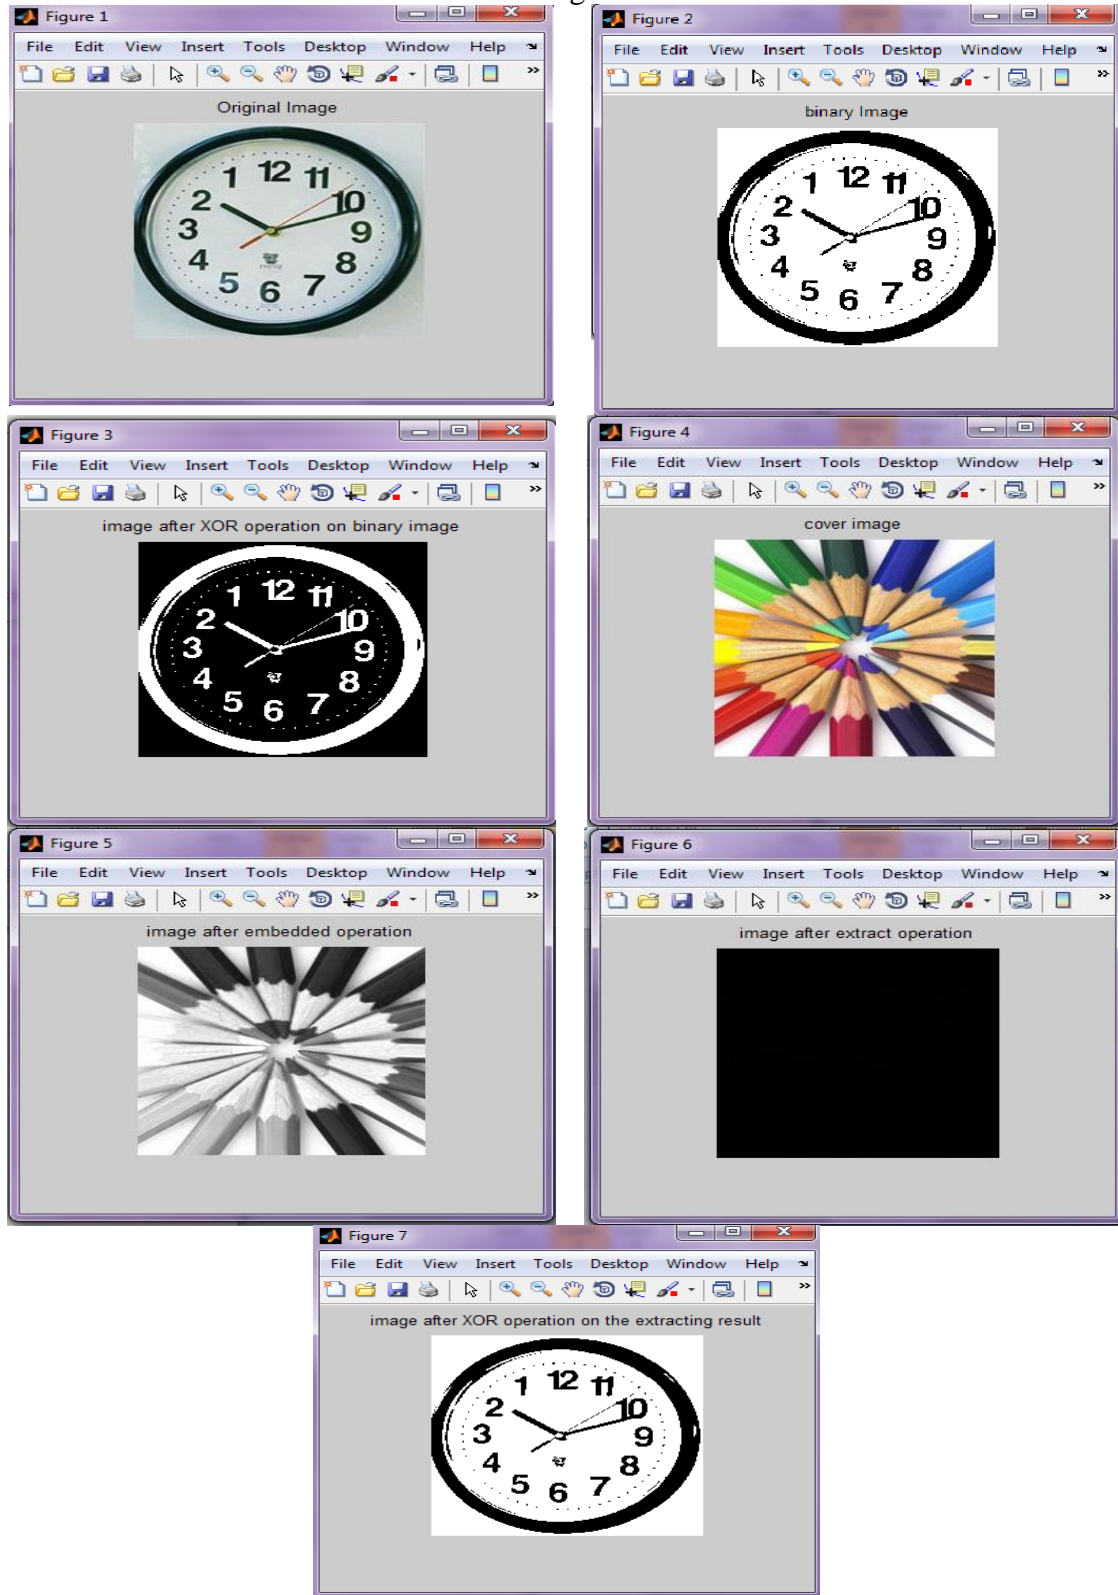 g
Figure 1
File Edit View Insert Tools Desktop Window Help
Original Image
12 11
1
10
2
3
9
4
8
5
7
6
Figure 2
File Edit View Insert Tools Desktop Window Help
binary Image
12 11
1
10
2
3
9
4
8
5
7
6
Figure 3
File Edit View Insert Tools Desktop Window Help
image after XOR operation on binary image
12 11
1
10
2
3
9
4
8
5
7
6
Figure 4
File Edit View Insert Tools Desktop Window Help
cover image
Figure 5
File Edit View Insert Tools Desktop Window Help
image after embedded operation
Figure 6
File Edit View Insert Tools Desktop Window Help
image after extract operation
Figure 7
File Edit View Insert Tools Desktop Window Help
image after XOR operation on the extracting result
12 11
1
10
2
3
9
4
8
5
7
6